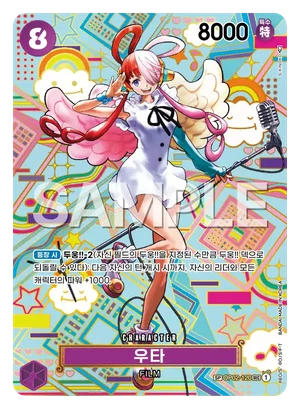 8
8000
특수
特
SAMPLE
등장 시 두웅!!-2(자신 필드의 두웅!!을 지정된 수만큼 두웅!! 덱으로
되돌릴 수 있다): 다음 자신의 턴 개시 시까지, 자신의 리더와 모든
캐릭터의 파워 +1000.
CHARACTER
우타
FILM
OP02-120
1